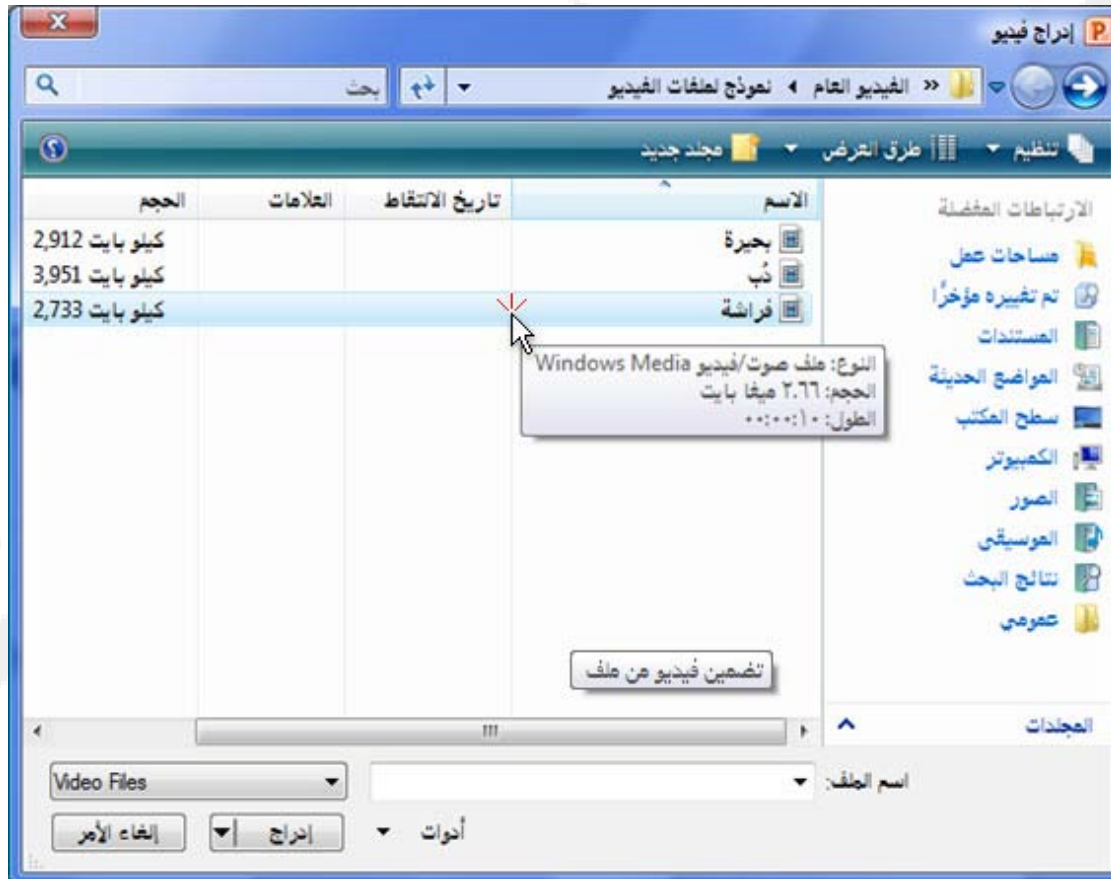 إدراج فيديو
« الفيديو العام ‹ نموذج لملفات الفيديو
بحث
تنظيم طرق العرض مجلد جديد
الارتباطات المفضلة
مساحات عمل
تم تغييره مؤخرًا
المستندات
المواضع الحديثة
سطح المكتب
الكمبيوتر
الصور
الموسيقى
نتائج البحث
عمومي
المجلدات
الاسم تاريخ الالتقاط العلامات الحجم
بحيرة 2,912 كيلو بايت
دُب 3,951 كيلو بايت
فراشة 2,733 كيلو بايت
النوع: ملف صوت/فيديو Windows Media
الحجم: ٢.٦٦ ميغا بايت
الطول: ٠٠:٠٠:١٠
تضمين فيديو من ملف
اسم الملف:
Video Files
أدوات إدراج إلغاء الأمر